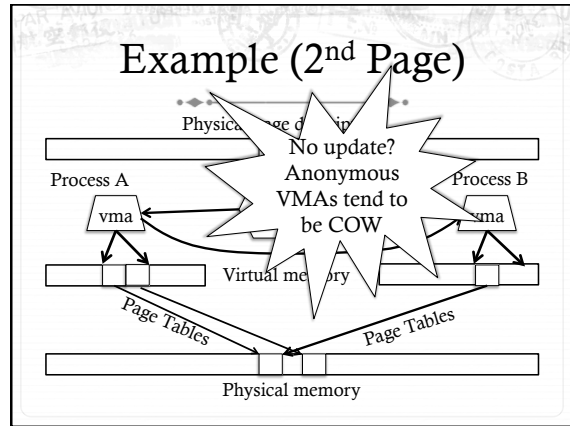 Example (2nd Page)
No update?
Anonymous
VMAs tend to
be COW
Process A
Process B
vma
vma
Virtual memory
Page Tables
Page Tables
Physical memory